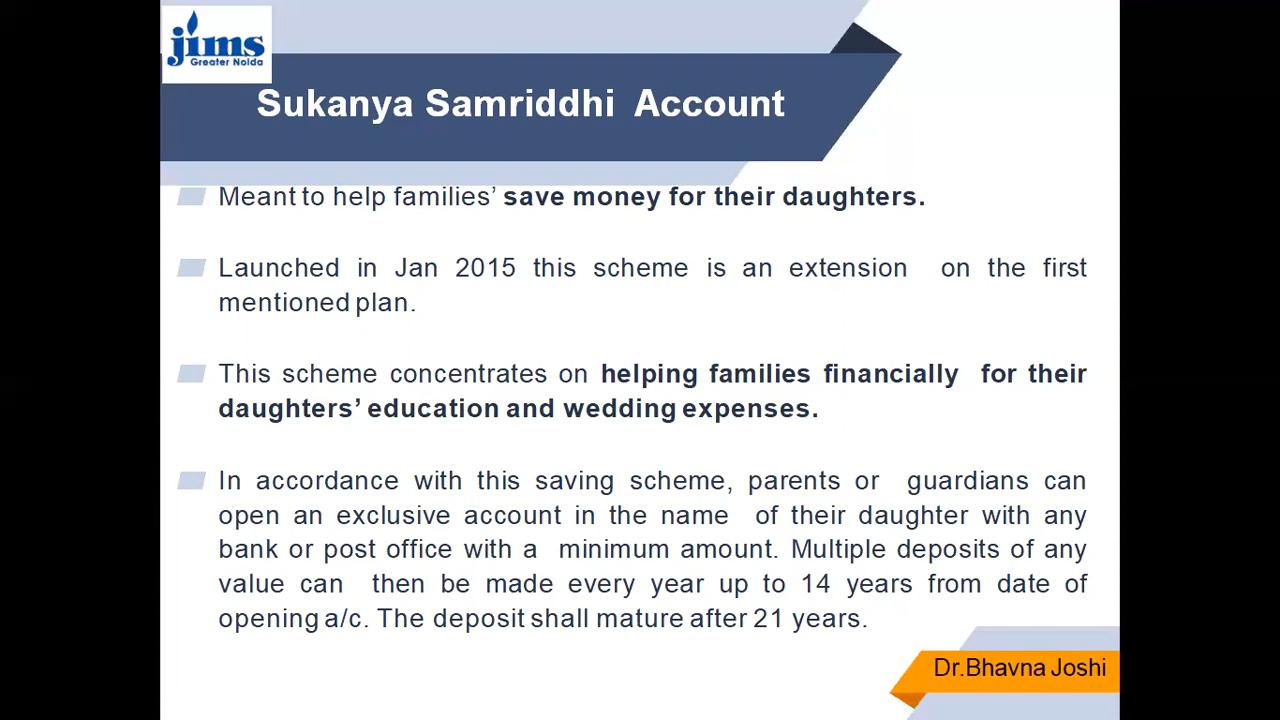 jims
Greater Noida
Sukanya Samriddhi Account
Meant to help families’ save money for their daughters.
Launched in Jan 2015 this scheme is an extension on the first
mentioned plan.
This scheme concentrates on helping families financially for their
daughters’ education and wedding expenses.
In accordance with this saving scheme, parents or guardians can
open an exclusive account in the name of their daughter with any
bank or post office with a minimum amount. Multiple deposits of any
value can then be made every year up to 14 years from date of
opening a/c. The deposit shall mature after 21 years.
Dr.Bhavna Joshi